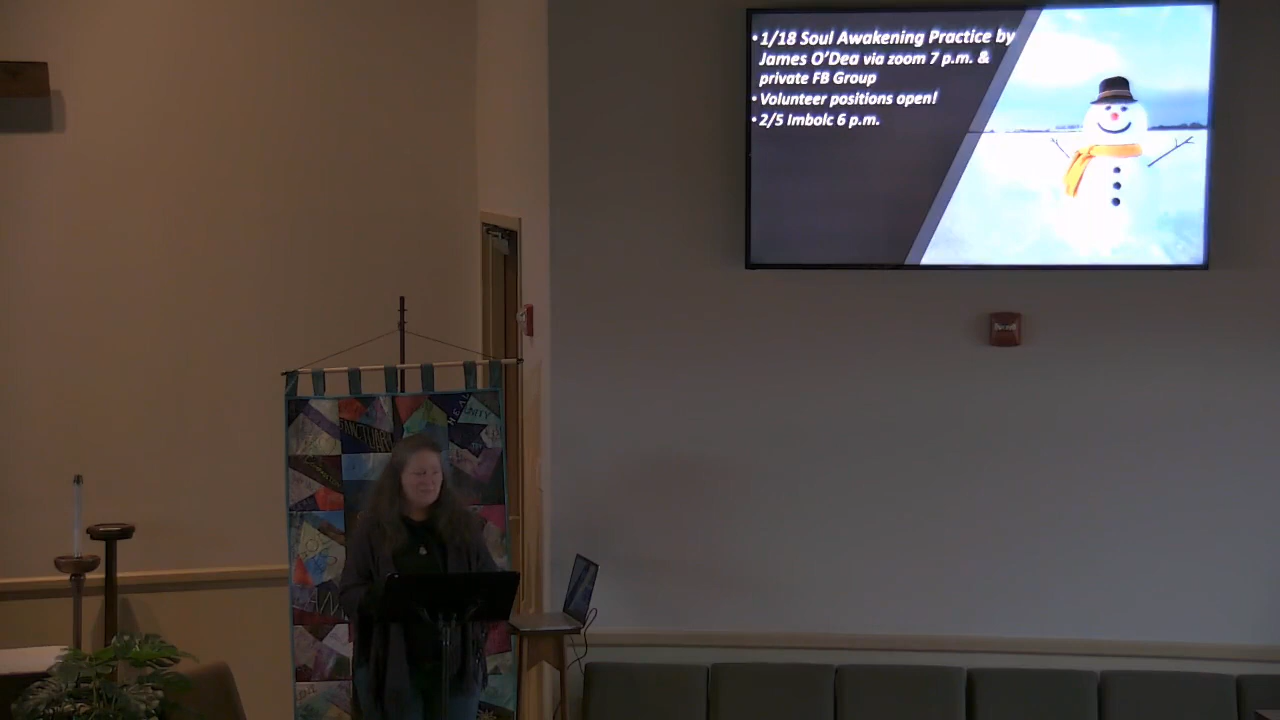 • 1/18 Soul Awakening Practice by
James O'Dea via zoom 7 p.m. &
private FB Group
• Volunteer positions open!
• 2/5 Imbolc 6 p.m.